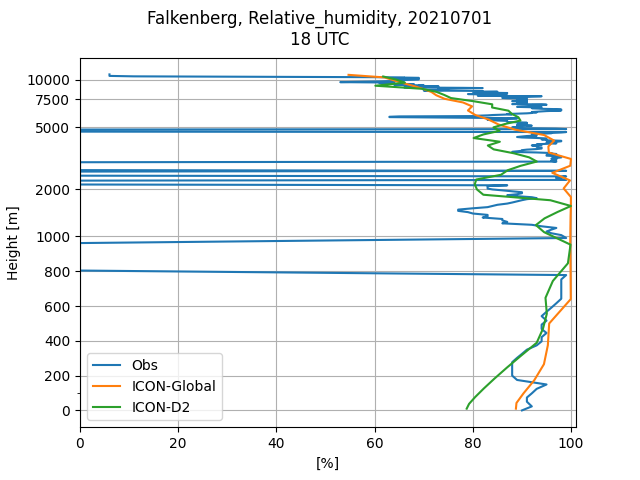 Falkenberg, Relative_humidity, 20210701
18 UTC
10000
7500
5000
2000
1000
800
600
400
200
0
Height [m]
Obs
ICON-Global
ICON-D2
0 20 40 60 80 100
[%]